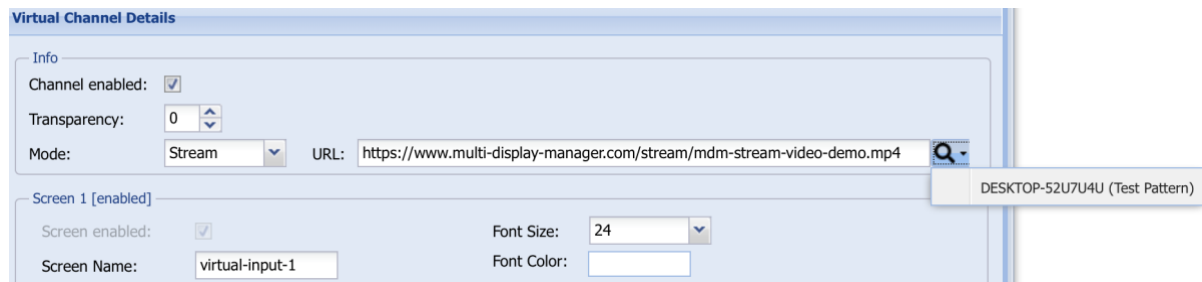 Virtual Channel Details
Info
Channel enabled:
Transparency: 0
Mode: Stream URL: https://www.multi-display-manager.com/stream/mdm-stream-video-demo.mp4
DESKTOP-52U7U4U (Test Pattern)
Screen 1 [enabled]
Screen enabled: Font Size: 24
Screen Name: virtual-input-1 Font Color: